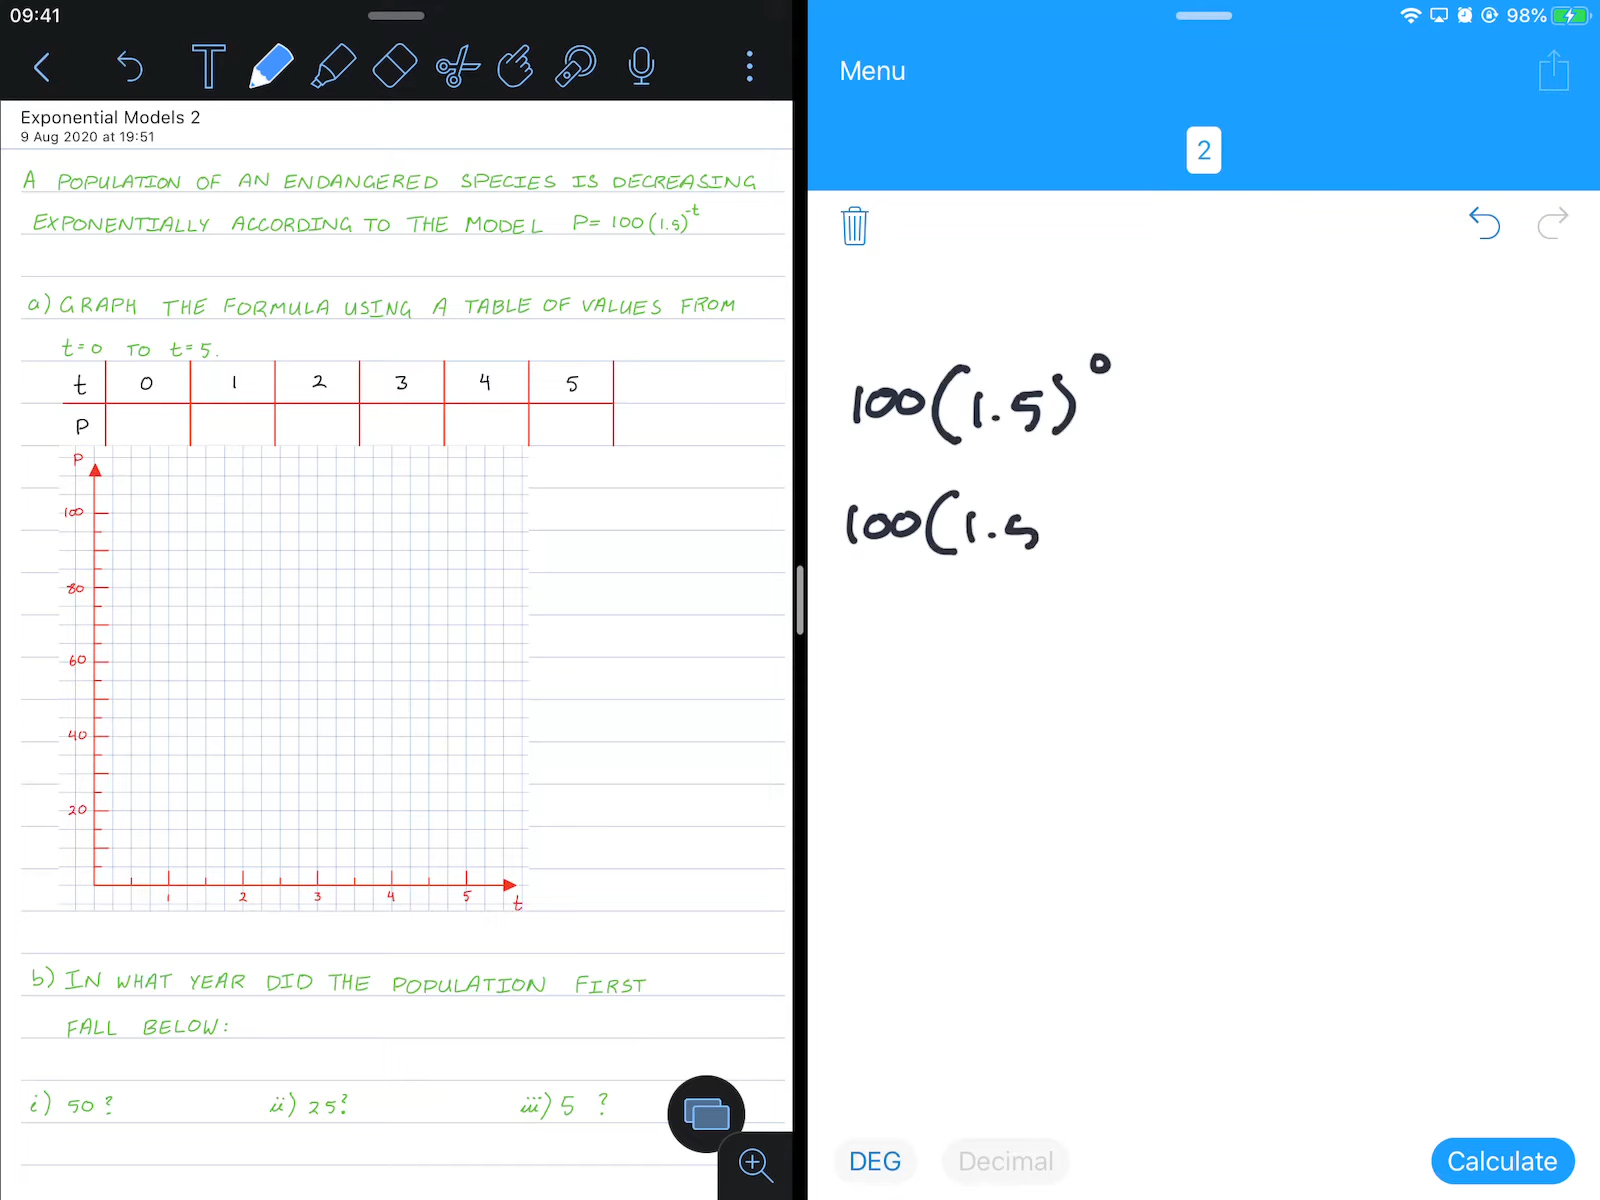 09:41
98%
Menu
2
Exponential Models 2
9 Aug 2020 at 19:51
A POPULATION OF AN ENDANGERED SPECIES IS DECREASING
EXPONENTIALLY ACCORDING TO THE MODEL P= 100(1.5)^-t
a) GRAPH THE FORMULA USING A TABLE OF VALUES FROM
t=0 TO t=5.
t 0 1 2 3 4 5
P
P
100
80
60
40
20
1 2 3 4 5 t
b) IN WHAT YEAR DID THE POPULATION FIRST
FALL BELOW:
i) 50? ii) 25? iii) 5 ?
100(1.5)^0
100(1.5
DEG Decimal Calculate